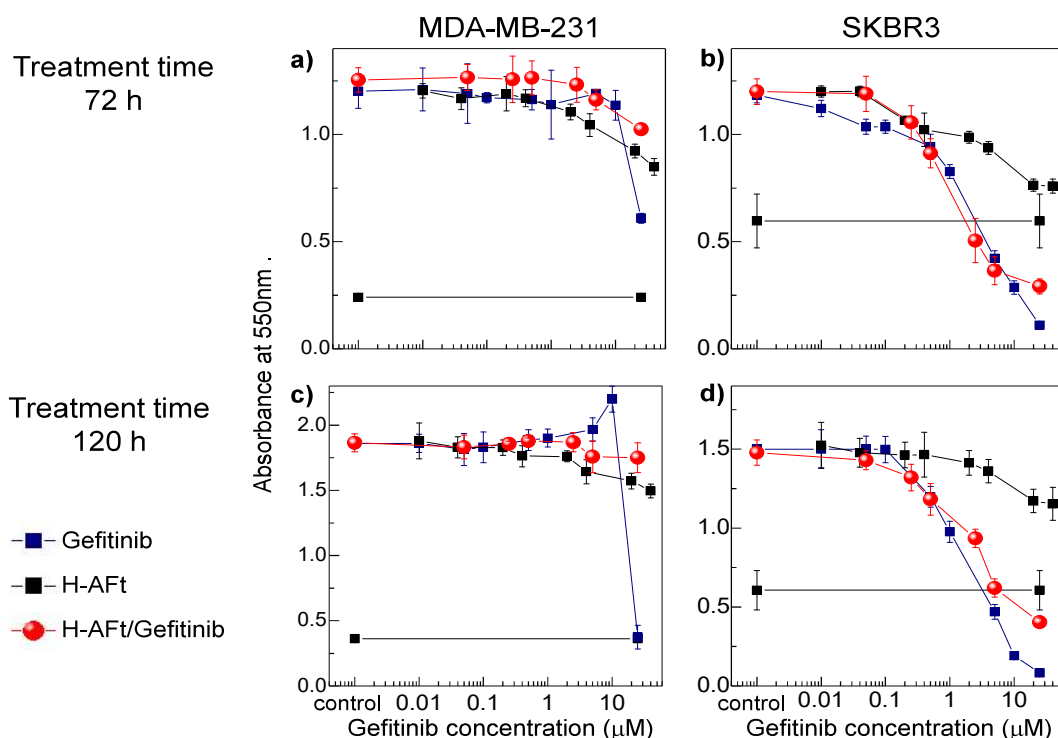 MDA-MB-231
SKBR3
Treatment time
72 h
a)
1.0
0.5
0.0
b)
1.0
0.5
0.0
Absorbance at 550nm .
Treatment time
120 h
c)
2.0
1.5
1.0
0.5
0.0
d)
1.5
1.0
0.5
0.0
Gefitinib
H-AFt
H-AFt/Gefitinib
control 0.01 0.1 1 10
Gefitinib concentration (μM)
control 0.01 0.1 1 10
Gefitinib concentration (μM)